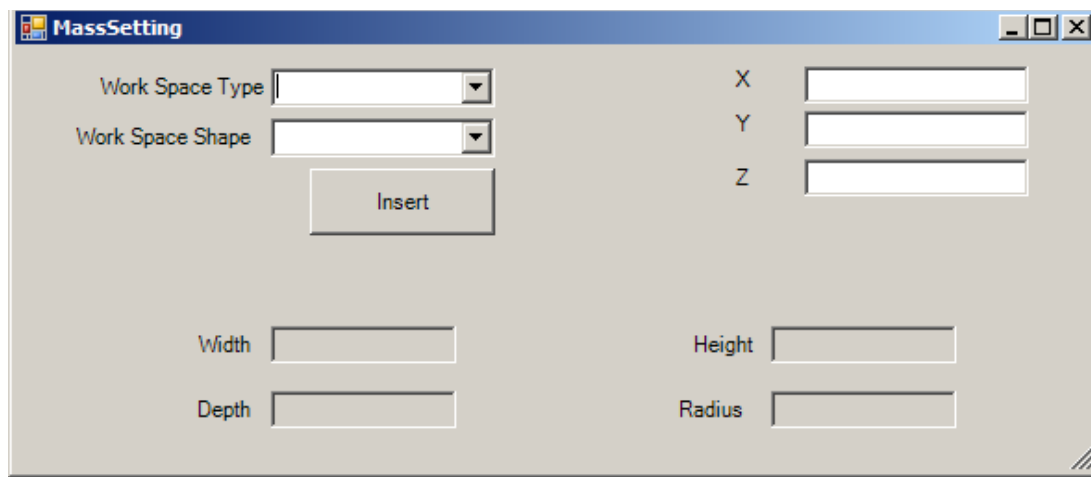 MassSetting
Work Space Type
X
Work Space Shape
Y
Insert
Z
Width
Height
Depth
Radius